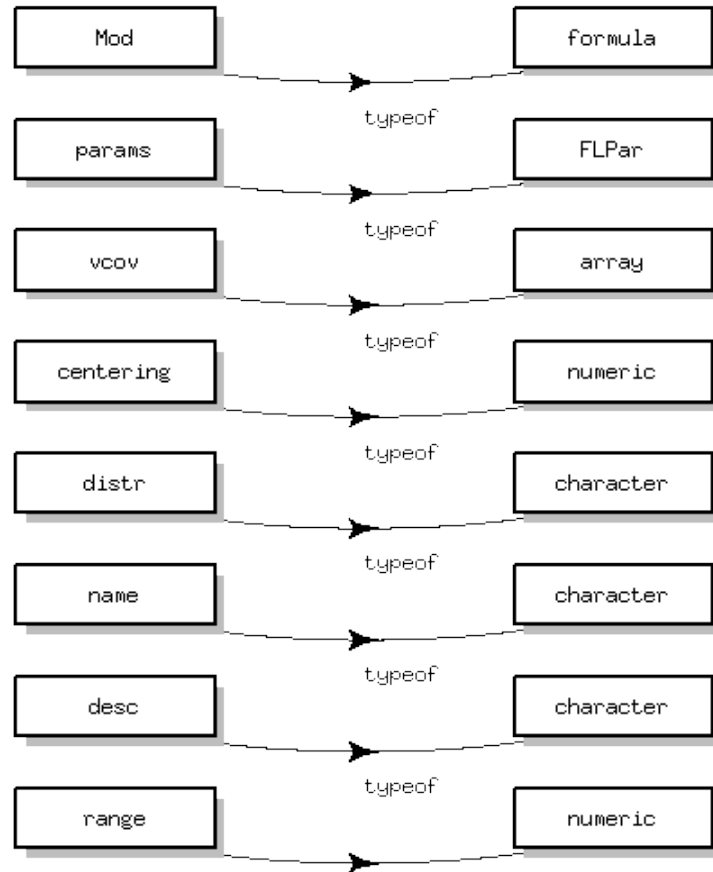 Mod formula
typeof
params FLPar
typeof
vcov array
typeof
centering numeric
typeof
distr character
typeof
name character
typeof
desc character
typeof
range numeric